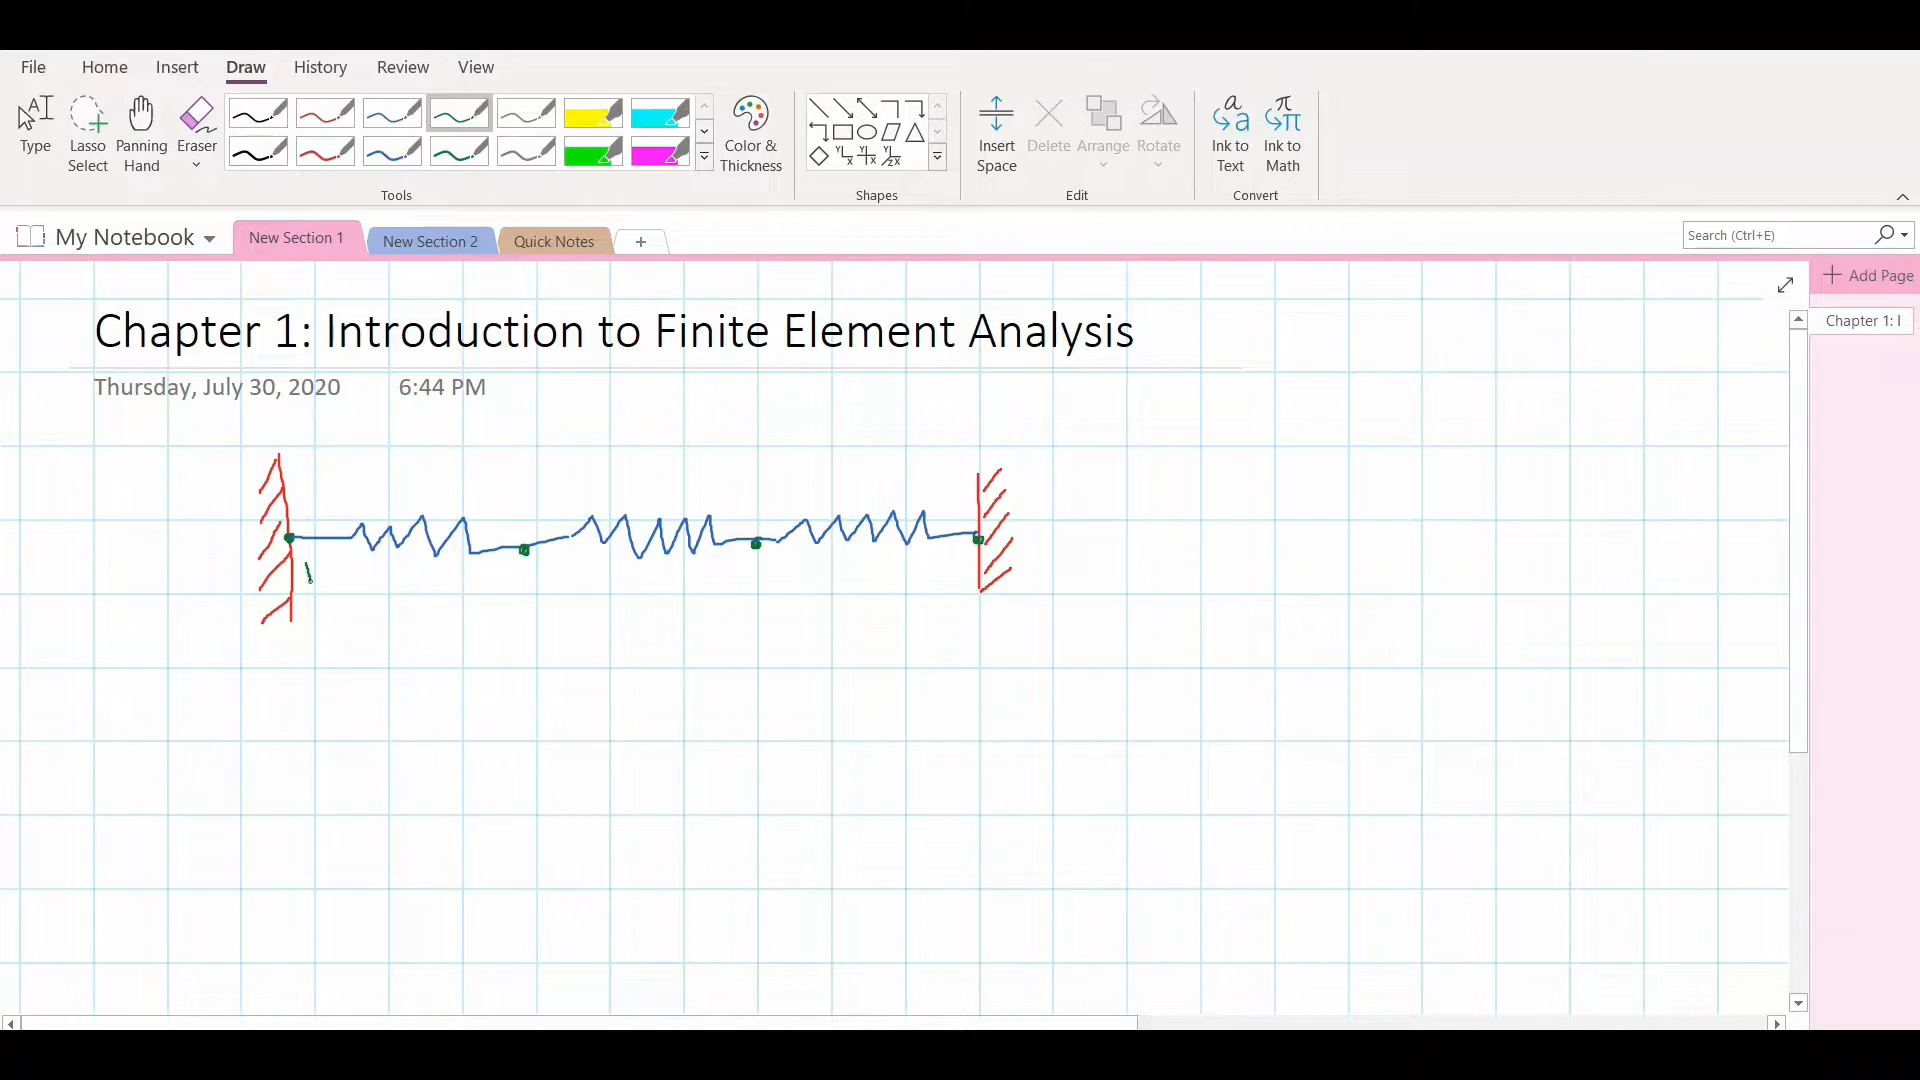 File Home Insert Draw History Review View
Type
Lasso Select
Panning Hand
Eraser
Color & Thickness
Insert Space
Delete
Arrange
Rotate
Ink to Text
Ink to Math
Tools Shapes Edit Convert
My Notebook New Section 1 New Section 2 Quick Notes + Search (Ctrl+E)
Add Page
Chapter 1: Introduction to Finite Element Analysis
Chapter 1: I
Thursday, July 30, 2020 6:44 PM